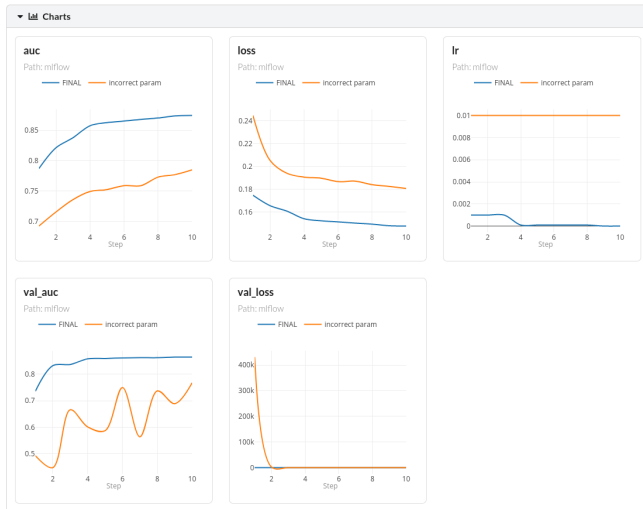 Charts
auc
Path: mlflow
FINAL incorrect param
0.85
0.8
0.75
0.7
2 4 6 8 10
Step
loss
Path: mlflow
FINAL incorrect param
0.24
0.22
0.2
0.18
0.16
2 4 6 8 10
Step
lr
Path: mlflow
FINAL incorrect param
0.01
0.008
0.006
0.004
0.002
0
2 4 6 8 10
Step
val_auc
Path: mlflow
FINAL incorrect param
0.8
0.7
0.6
0.5
2 4 6 8 10
Step
val_loss
Path: mlflow
FINAL incorrect param
400k
300k
200k
100k
0
2 4 6 8 10
Step